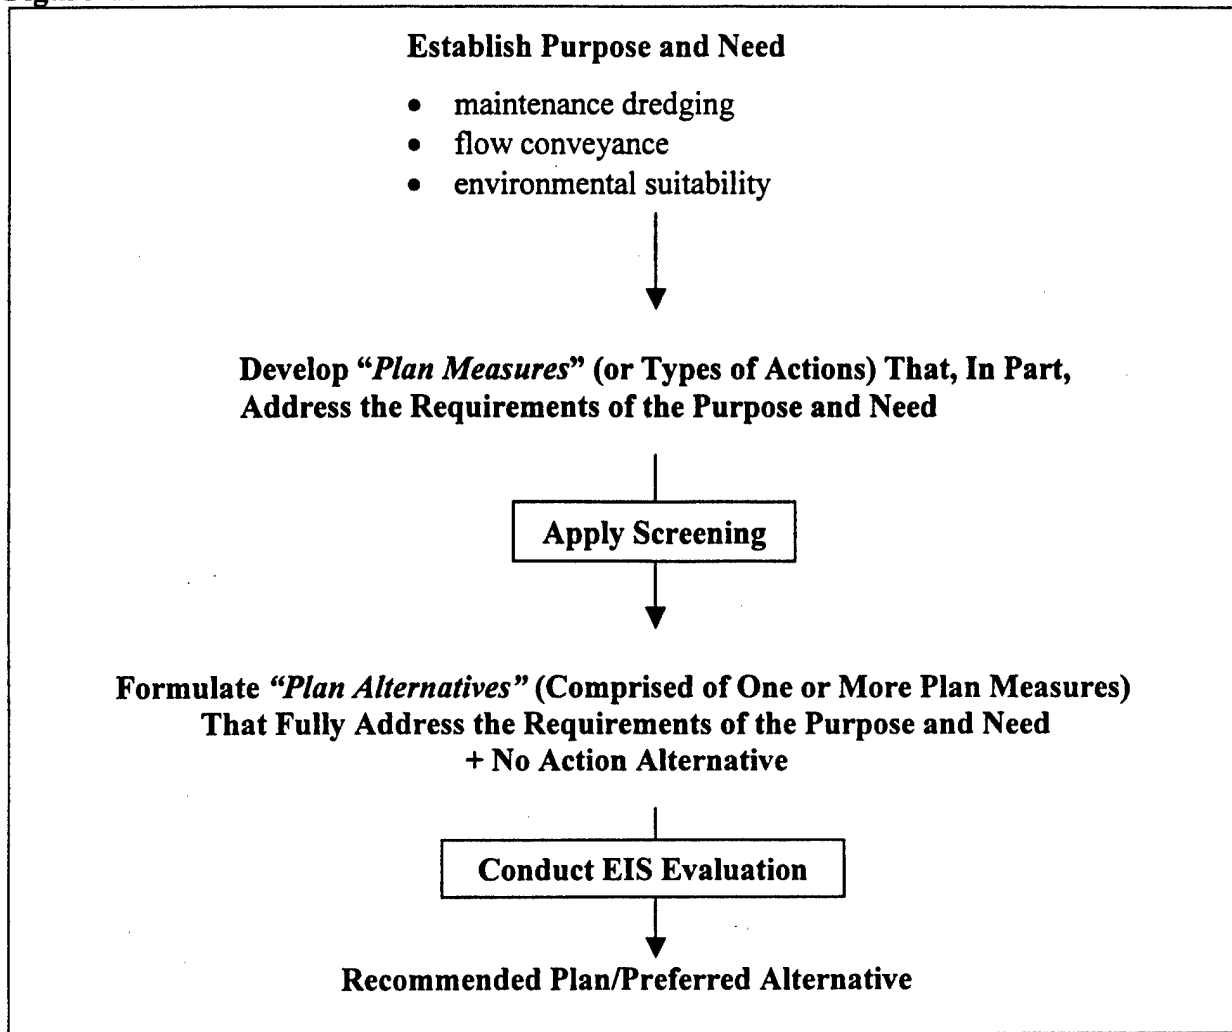 Establish Purpose and Need
• maintenance dredging
• flow conveyance
• environmental suitability
Develop “Plan Measures” (or Types of Actions) That, In Part,
Address the Requirements of the Purpose and Need
Apply Screening
Formulate “Plan Alternatives” (Comprised of One or More Plan Measures)
That Fully Address the Requirements of the Purpose and Need
+ No Action Alternative
Conduct EIS Evaluation
Recommended Plan/Preferred Alternative